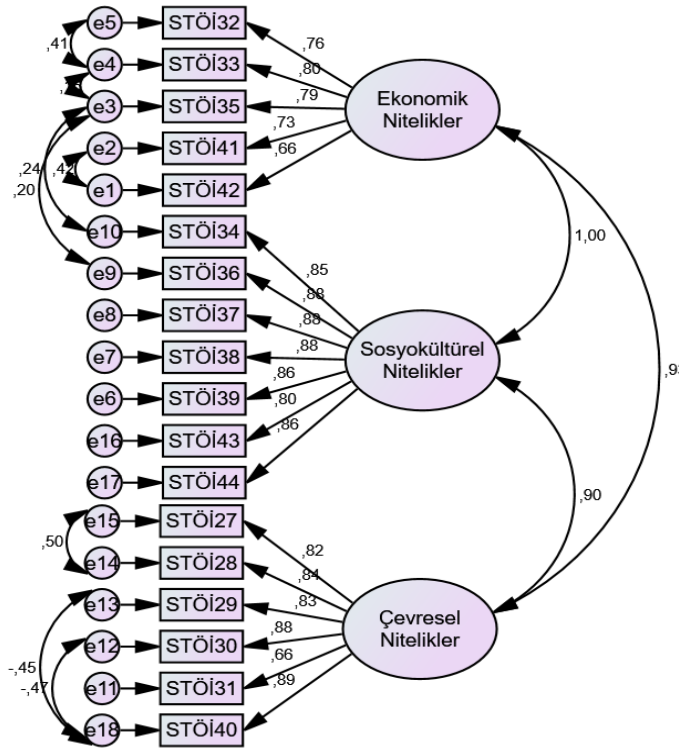 e5 STÖİ32
,41 ,76
e4 STÖİ33
,80
e3 STÖİ35
,79
Ekonomik
Nitelikler
e2 STÖİ41
,73
,24 ,42
,66
,20
e1 STÖİ42
e10 STÖİ34
1,00
e9 STÖİ36
,85
,88
e8 STÖİ37
,88
e7 STÖİ38
,88
Sosyokültürel
Nitelikler
,86
e6 STÖİ39
,80
,86
e16 STÖİ43
e17 STÖİ44
,90
e15 STÖİ27
,50
,82
e14 STÖİ28
,84
e13 STÖİ29
,83
Çevresel
Nitelikler
,88
e12 STÖİ30
,66
-,45
-,47
,89
e11 STÖİ31
e18 STÖİ40